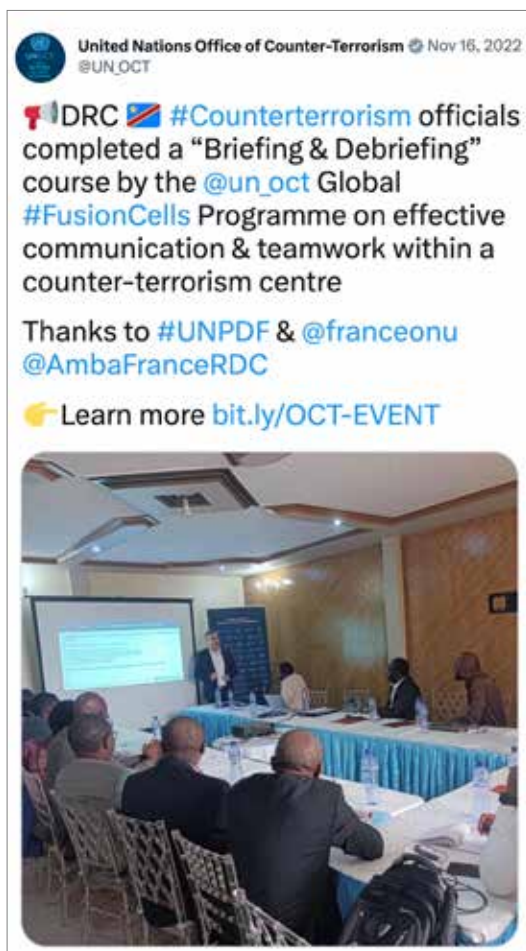 United Nations Office of Counter-Terrorism Nov 16, 2022
@UN_OCT
DRC #Counterterrorism officials
completed a “Briefing & Debriefing”
course by the @un_oct Global
#FusionCells Programme on effective
communication & teamwork within a
counter-terrorism centre
Thanks to #UNPDF & @franceonu
@AmbaFranceRDC
Learn more bit.ly/OCT-EVENT